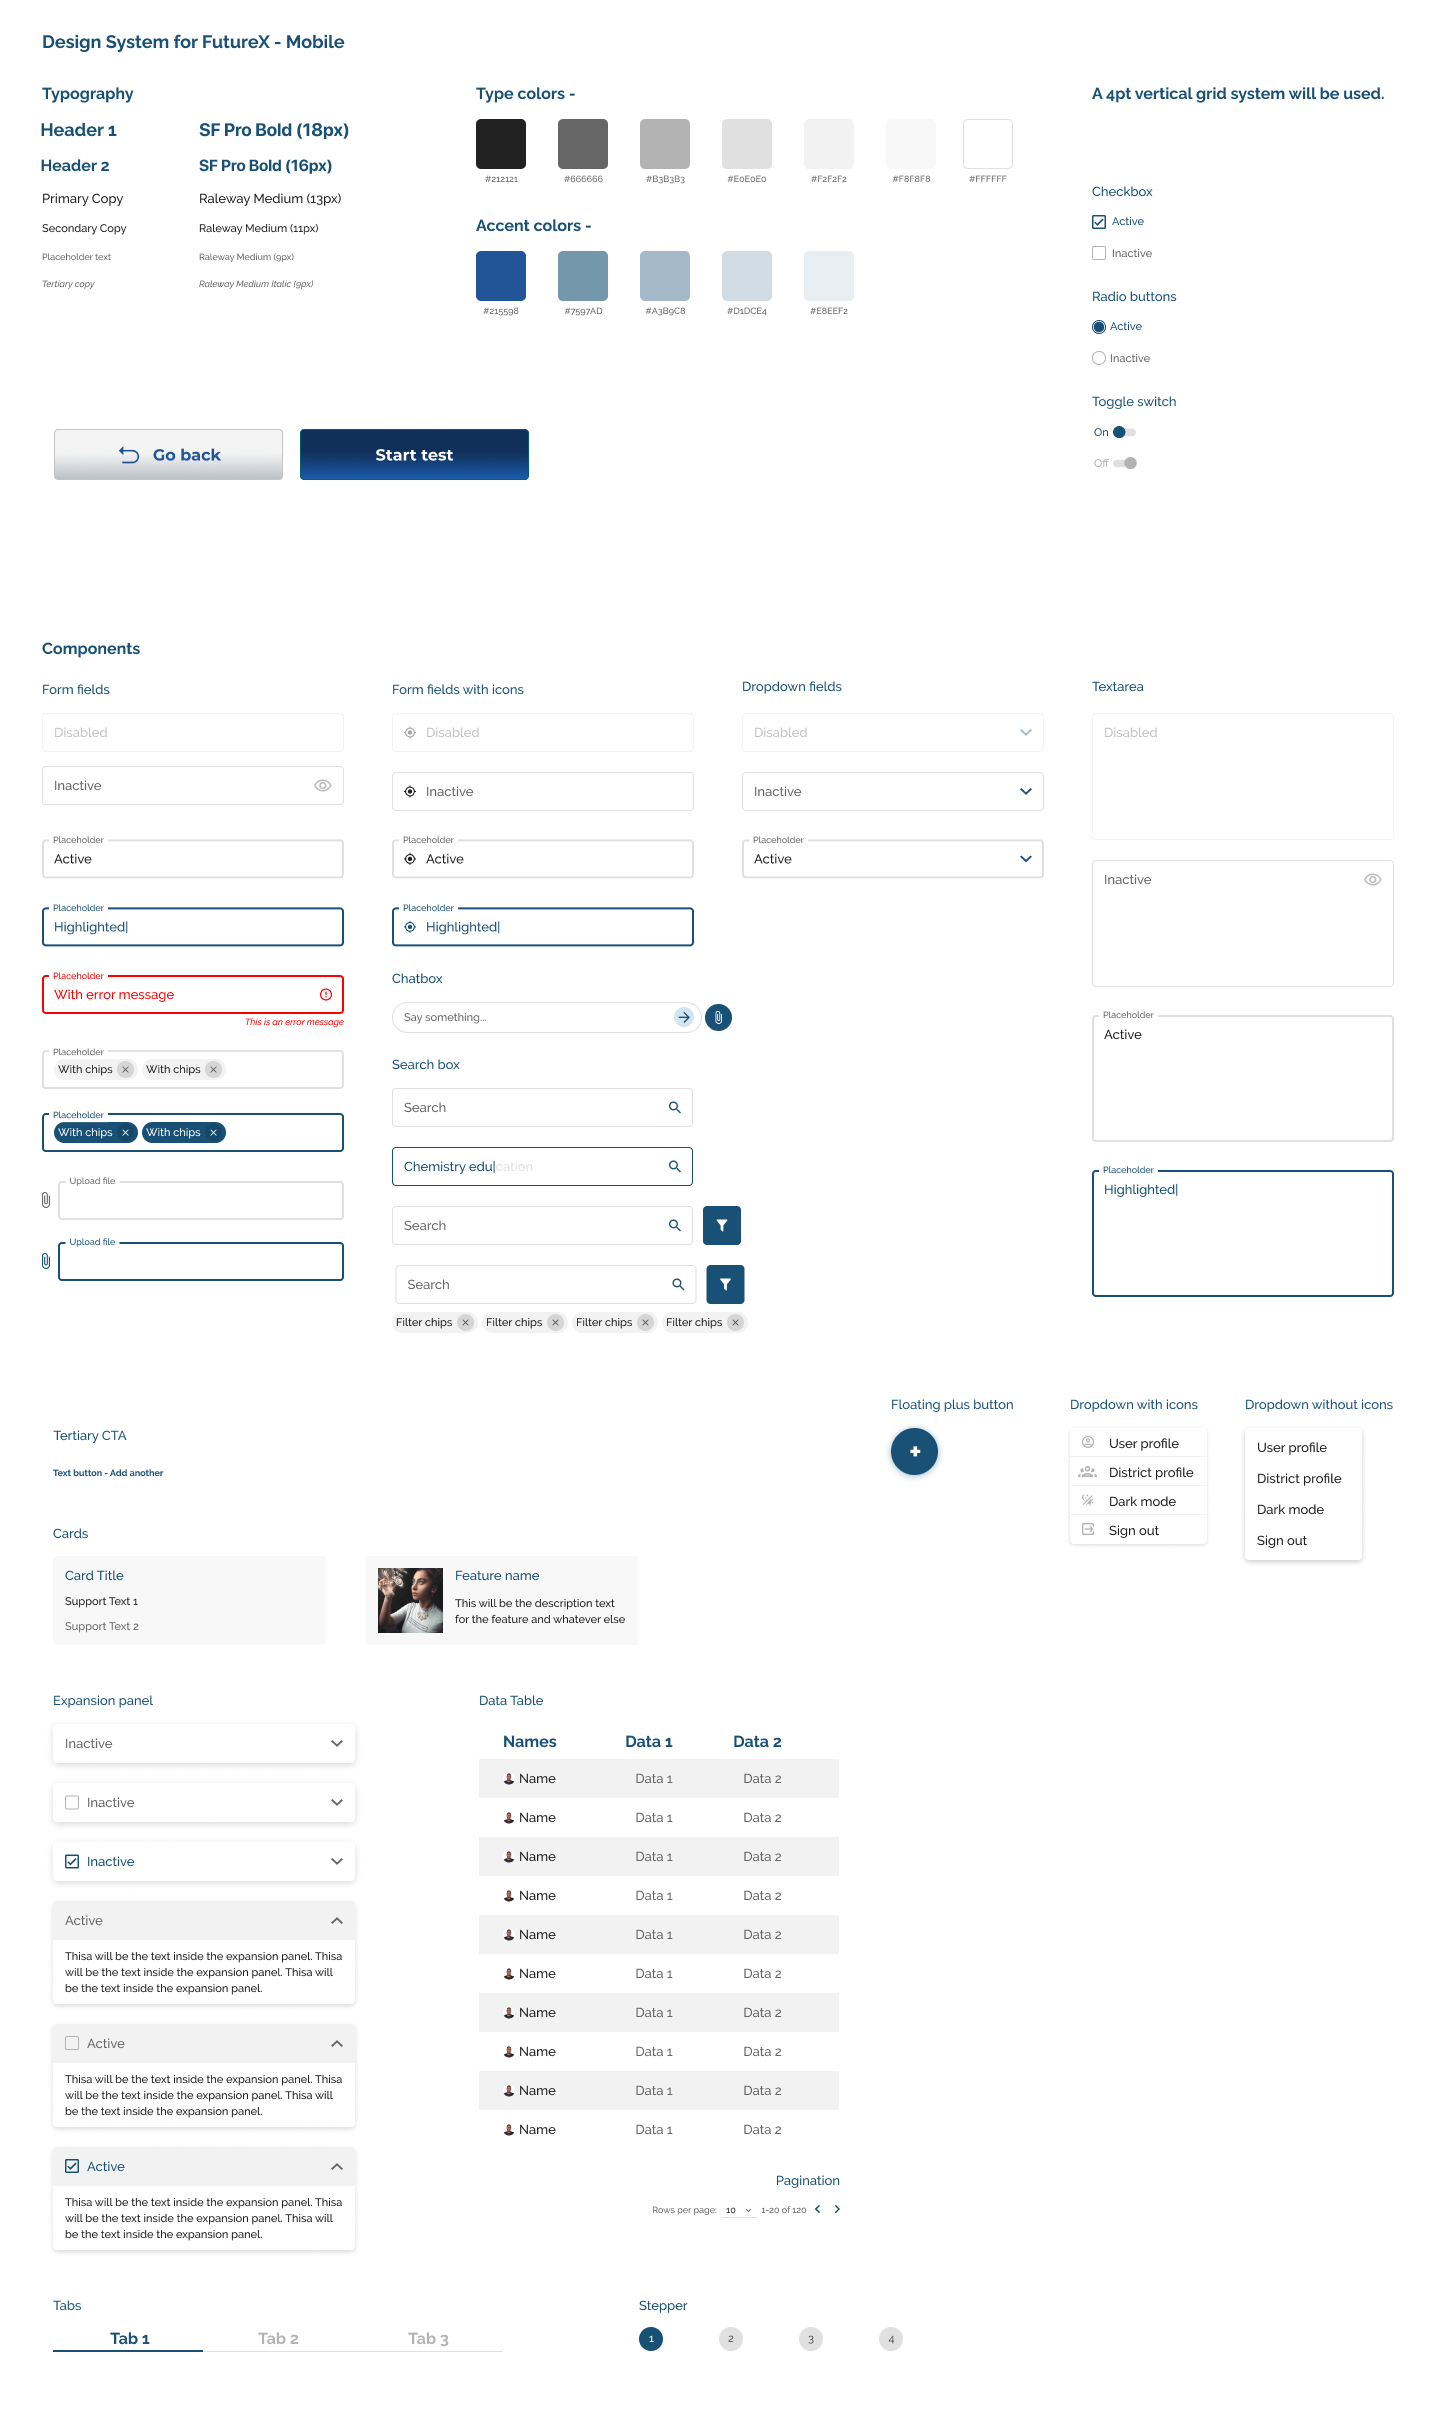 Design System for FutureX - Mobile
Typography
Header 1 SF Pro Bold (18px)
Header 2 SF Pro Bold (16px)
Primary Copy Raleway Medium (13px)
Secondary Copy Raleway Medium (11px)
Placeholder text Raleway Medium (9px)
Tertiary copy Raleway Medium Italic (9px)
Type colors -
#212121 #666666 #B3B3B3 #E0E0E0 #F2F2F2 #F8F8F8 #FFFFFF
Accent colors -
#215598 #7597AD #A3B9C8 #D1DCE4 #E8EEF2
A 4pt vertical grid system will be used.
Checkbox
Active
Inactive
Radio buttons
Active
Inactive
Toggle switch
On
Off
Go back
Start test
Components
Form fields
Disabled
Inactive
Placeholder
Active
Placeholder
Highlighted|
Placeholder
With error message
This is an error message
Placeholder
With chips With chips
Placeholder
With chips With chips
Upload file
Upload file
Form fields with icons
Disabled
Inactive
Placeholder
Active
Placeholder
Highlighted|
Chatbox
Say something...
Search box
Search
Chemistry edu|cation
Search
Search
Filter chips Filter chips Filter chips Filter chips
Dropdown fields
Disabled
Inactive
Placeholder
Active
Textarea
Disabled
Inactive
Placeholder
Active
Placeholder
Highlighted|
Tertiary CTA
Text button - Add another
Floating plus button
Dropdown with icons
User profile
District profile
Dark mode
Sign out
Dropdown without icons
User profile
District profile
Dark mode
Sign out
Cards
Card Title
Support Text 1
Support Text 2
Feature name
This will be the description text
for the feature and whatever else
Expansion panel
Inactive
Inactive
Inactive
Active
Thisa will be the text inside the expansion panel. Thisa
will be the text inside the expansion panel. Thisa will
be the text inside the expansion panel.
Active
Thisa will be the text inside the expansion panel. Thisa
will be the text inside the expansion panel. Thisa will
be the text inside the expansion panel.
Active
Thisa will be the text inside the expansion panel. Thisa
will be the text inside the expansion panel. Thisa will
be the text inside the expansion panel.
Data Table
Names Data 1 Data 2
Name Data 1 Data 2
Name Data 1 Data 2
Name Data 1 Data 2
Name Data 1 Data 2
Name Data 1 Data 2
Name Data 1 Data 2
Name Data 1 Data 2
Name Data 1 Data 2
Name Data 1 Data 2
Name Data 1 Data 2
Pagination
Rows per page: 10 1-20 of 120
Tabs
Tab 1 Tab 2 Tab 3
Stepper
1 2 3 4